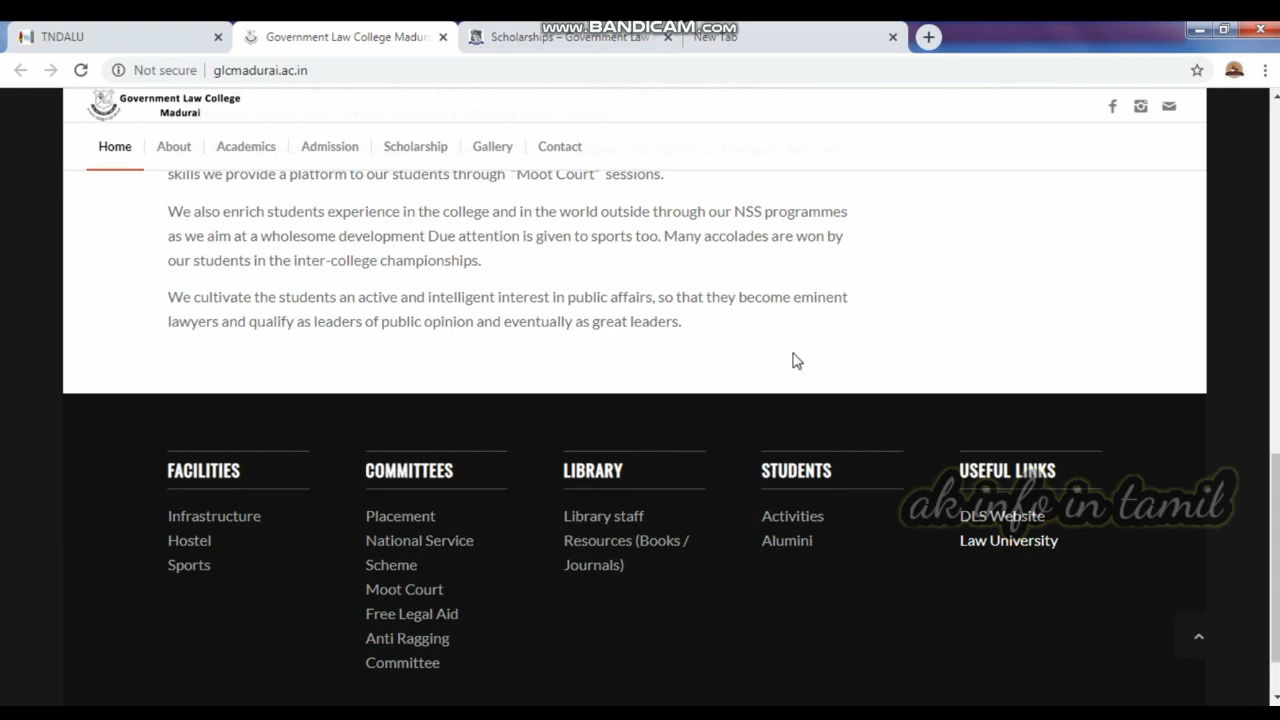 www.BANDICAM.com
TNDALU
Government Law College Madura
Scholarships – Government Law
New Tab
Not secure
glcmadurai.ac.in
Government Law College
Madurai
Home
About
Academics
Admission
Scholarship
Gallery
Contact
skills we provide a platform to our students through "Moot Court" sessions.
We also enrich students experience in the college and in the world outside through our NSS programmes
as we aim at a wholesome development Due attention is given to sports too. Many accolades are won by
our students in the inter-college championships.
We cultivate the students an active and intelligent interest in public affairs, so that they become eminent
lawyers and qualify as leaders of public opinion and eventually as great leaders.
FACILITIES
Infrastructure
Hostel
Sports
COMMITTEES
Placement
National Service
Scheme
Moot Court
Free Legal Aid
Anti Ragging
Committee
LIBRARY
Library staff
Resources (Books /
Journals)
STUDENTS
Activities
Alumini
USEFUL LINKS
DLS Website
Law University
ak info in tamil